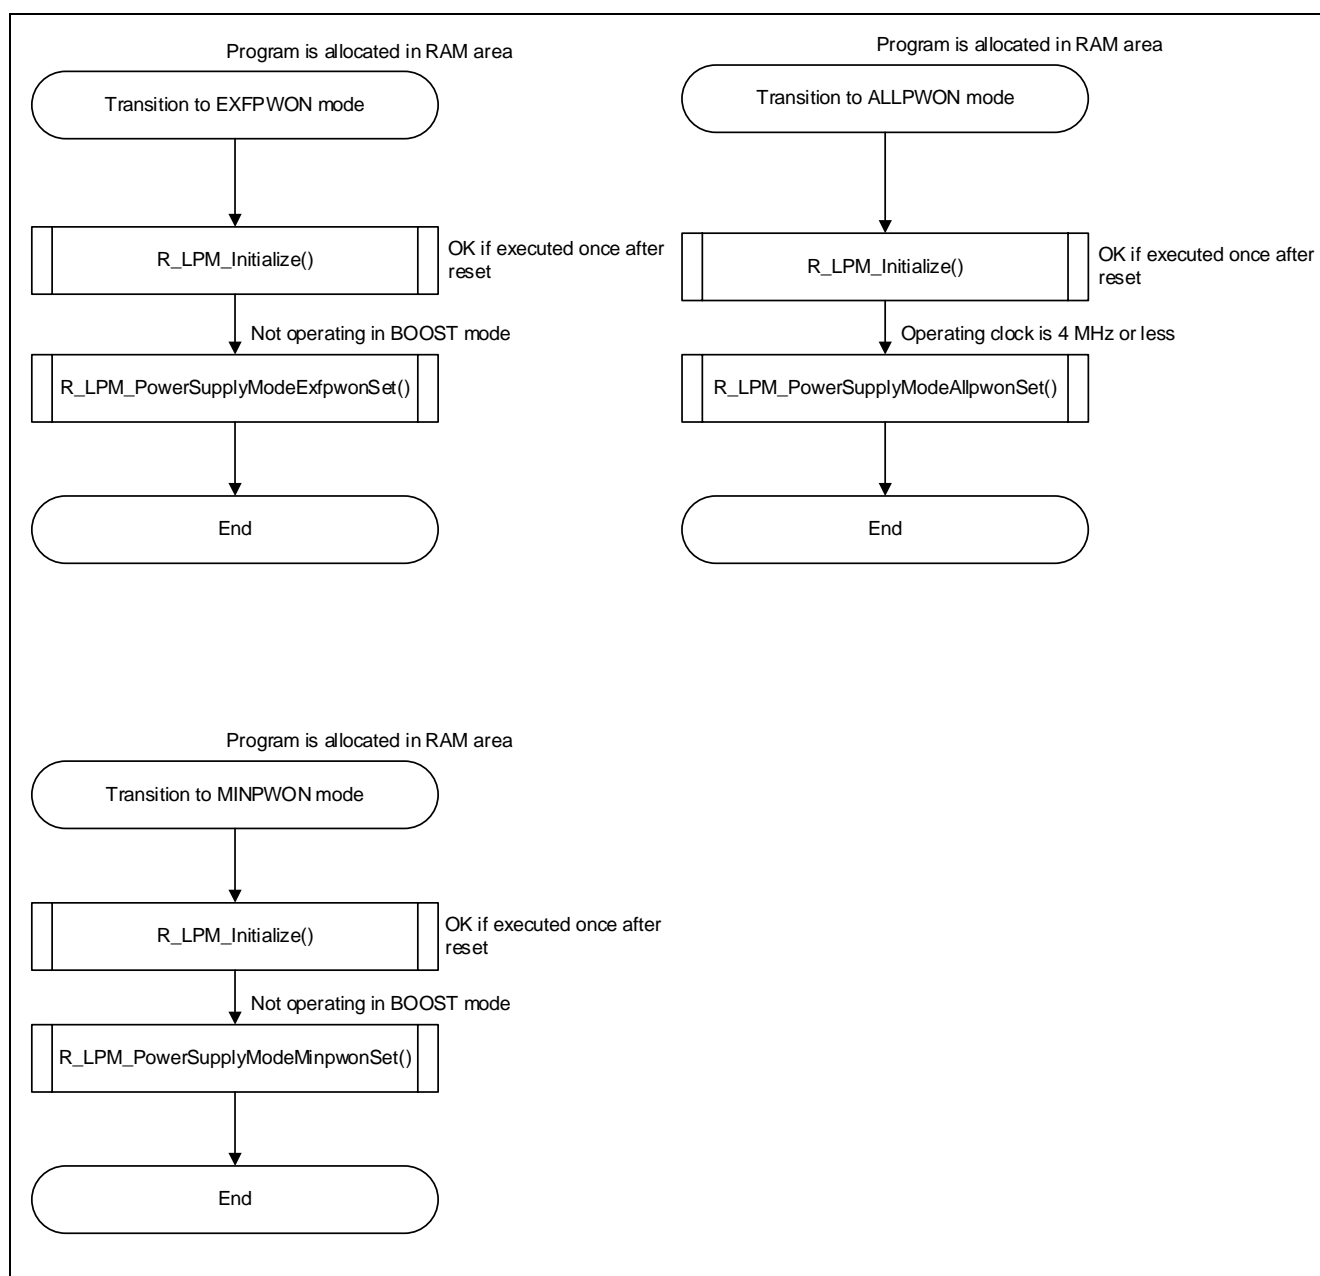 Program is allocated in RAM area
Transition to EXFPWON mode
R_LPM_Initialize()
OK if executed once after
reset
Not operating in BOOST mode
R_LPM_PowerSupplyModeExfpwonSet()
End
Program is allocated in RAM area
Transition to ALLPWON mode
R_LPM_Initialize()
OK if executed once after
reset
Operating clock is 4 MHz or less
R_LPM_PowerSupplyModeAllpwonSet()
End
Program is allocated in RAM area
Transition to MINPWON mode
R_LPM_Initialize()
OK if executed once after
reset
Not operating in BOOST mode
R_LPM_PowerSupplyModeMinpwonSet()
End